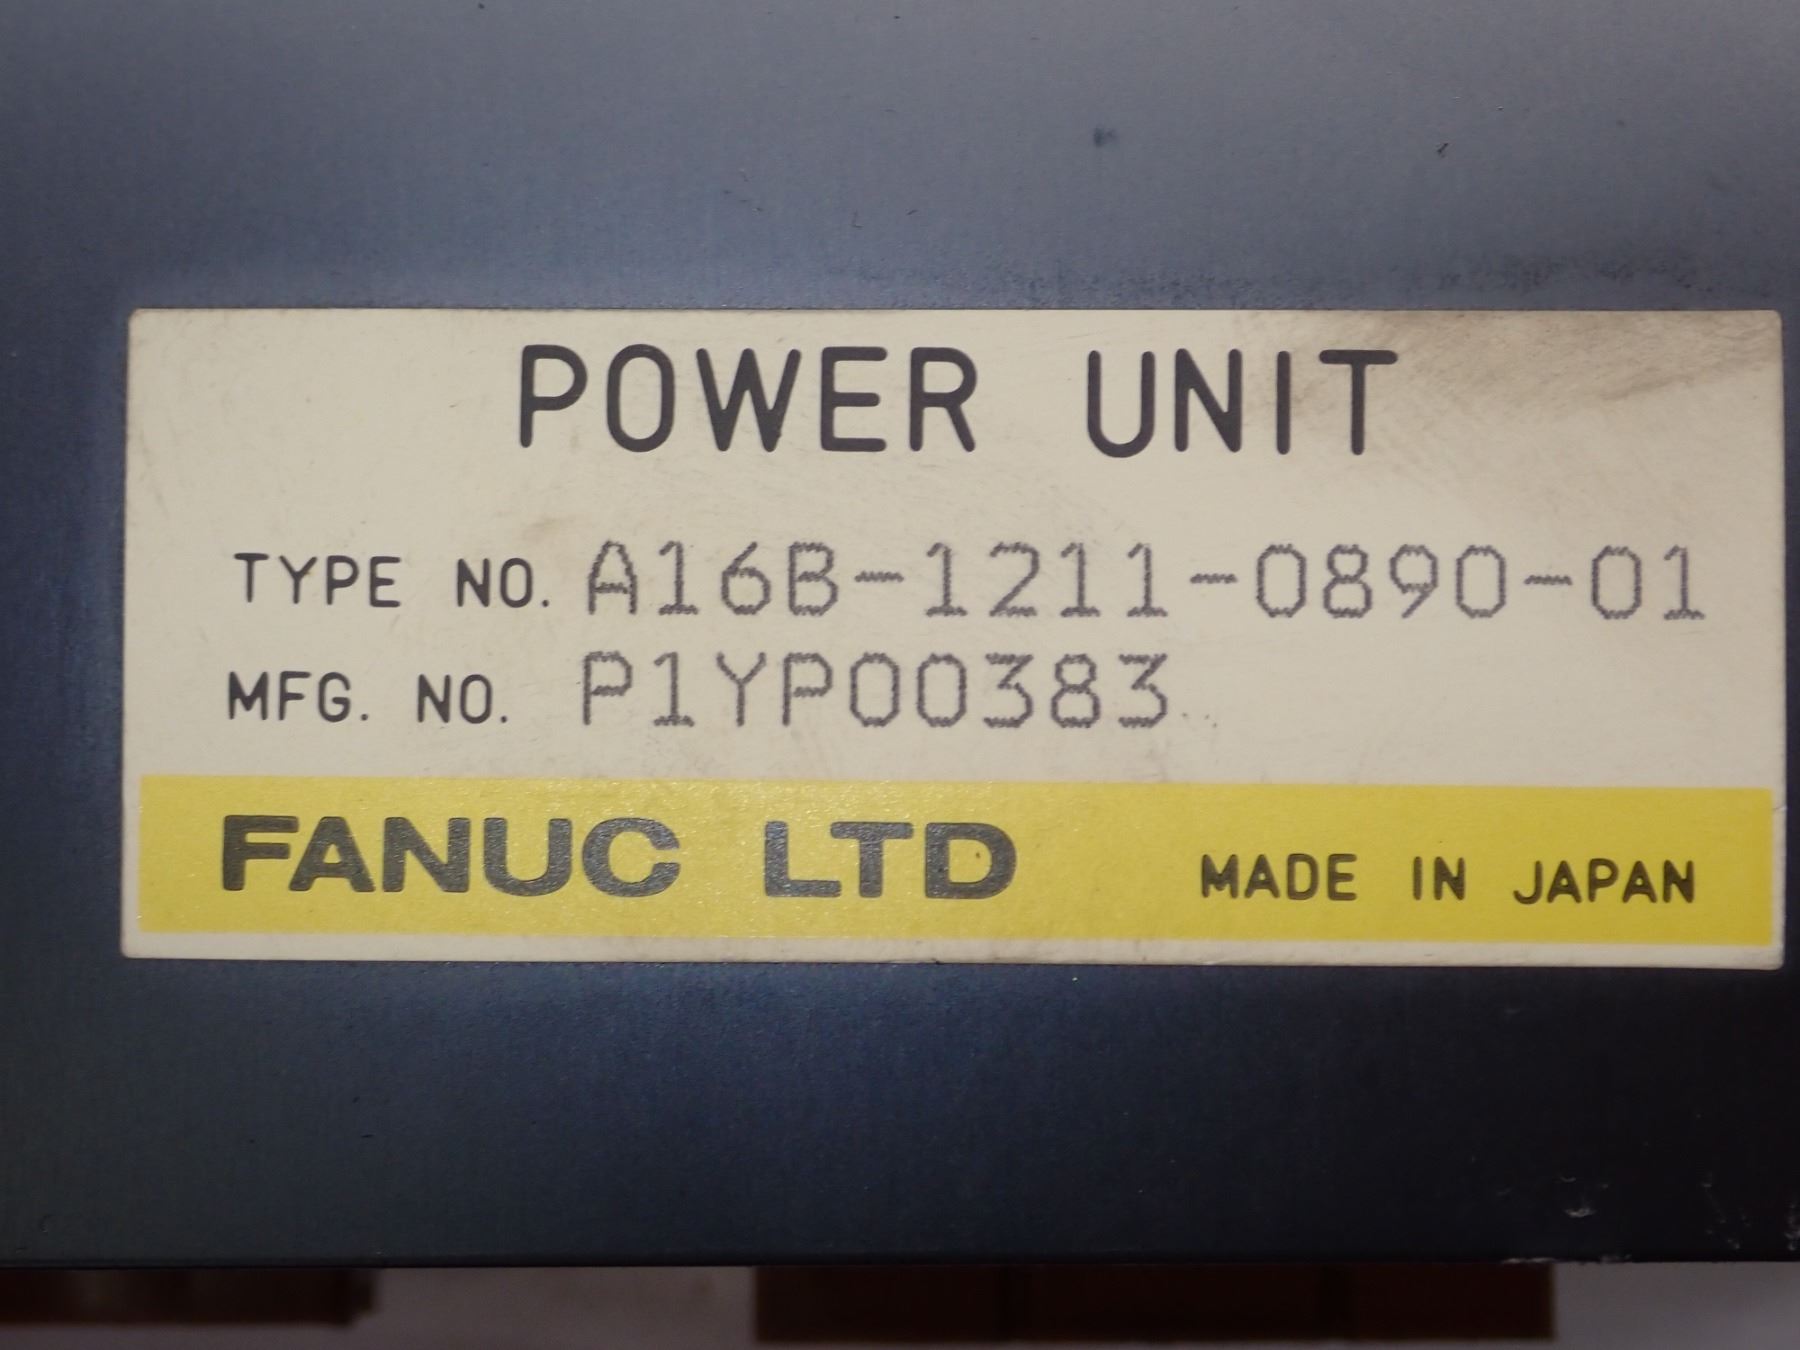 POWER UNIT
TYPE NO. A16B-1211-0890-01
MFG. NO. P1YP00383
FANUC LTD MADE IN JAPAN